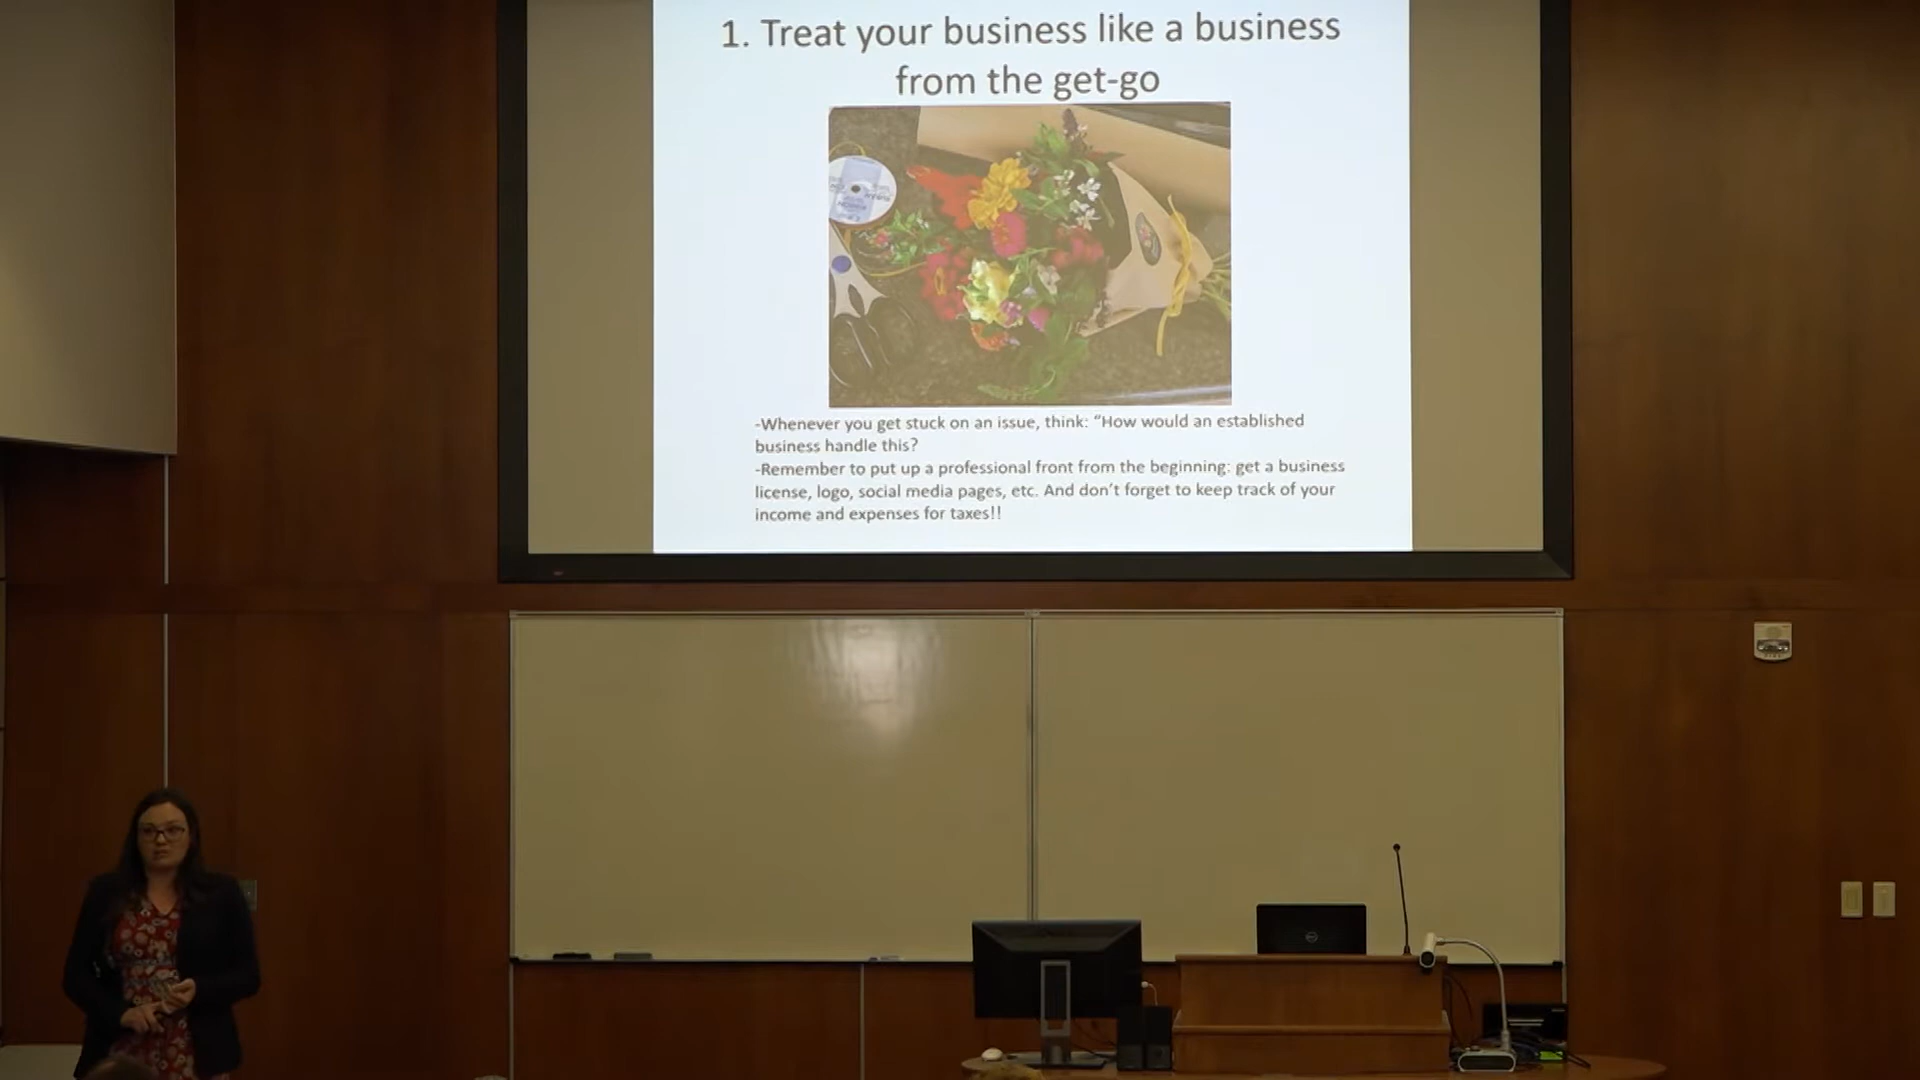 1. Treat your business like a business
from the get-go
-Whenever you get stuck on an issue, think: “How would an established
business handle this?
-Remember to put up a professional front from the beginning: get a business
license, logo, social media pages, etc. And don’t forget to keep track of your
income and expenses for taxes!!